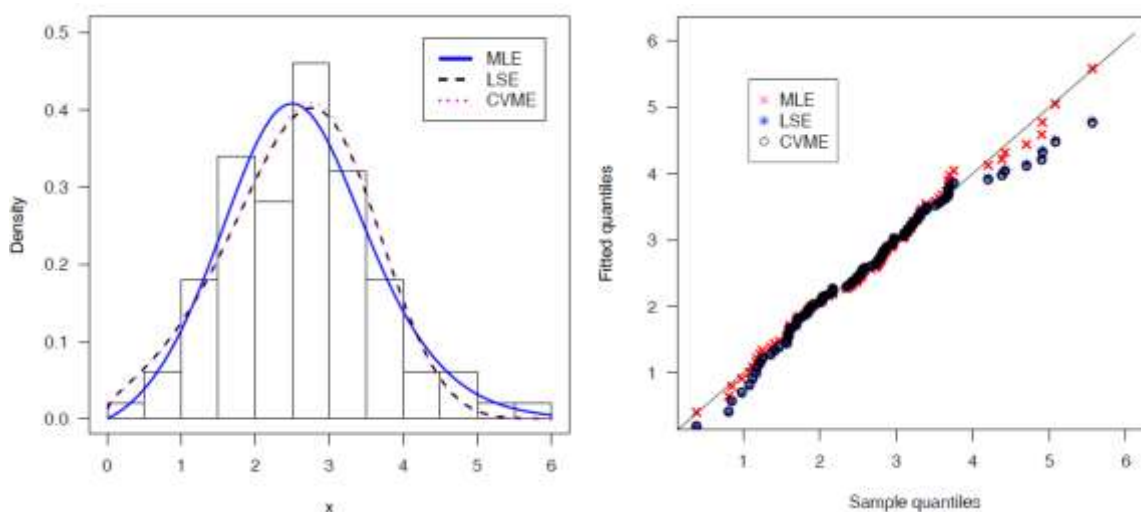 0.5
0.4
0.3
0.2
0.1
0.0
Density
MLE
LSE
CVME
0 1 2 3 4 5 6
x
6
5
4
3
2
1
Fitted quantiles
MLE
LSE
CVME
1 2 3 4 5 6
Sample quantiles